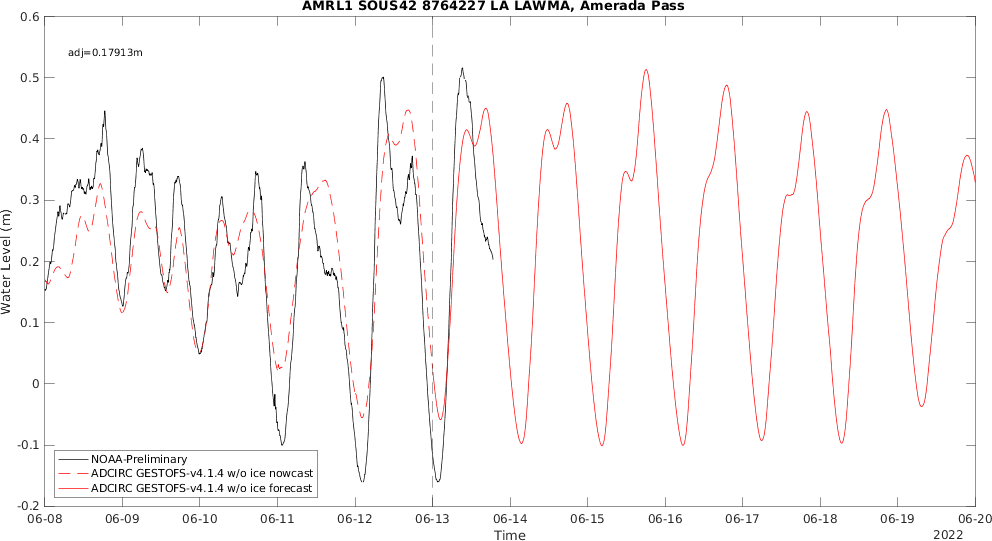 AMRL1 SOUS42 8764227 LA LAWMA, Amerada Pass
adj=0.17913m
0.6
0.5
0.4
0.3
0.2
0.1
0
-0.1
-0.2
Water Level (m)
NOAA-Preliminary
ADCIRC GESTOFS-v4.1.4 w/o ice nowcast
ADCIRC GESTOFS-v4.1.4 w/o ice forecast
06-08 06-09 06-10 06-11 06-12 06-13 06-14 06-15 06-16 06-17 06-18 06-19 06-20
Time
2022